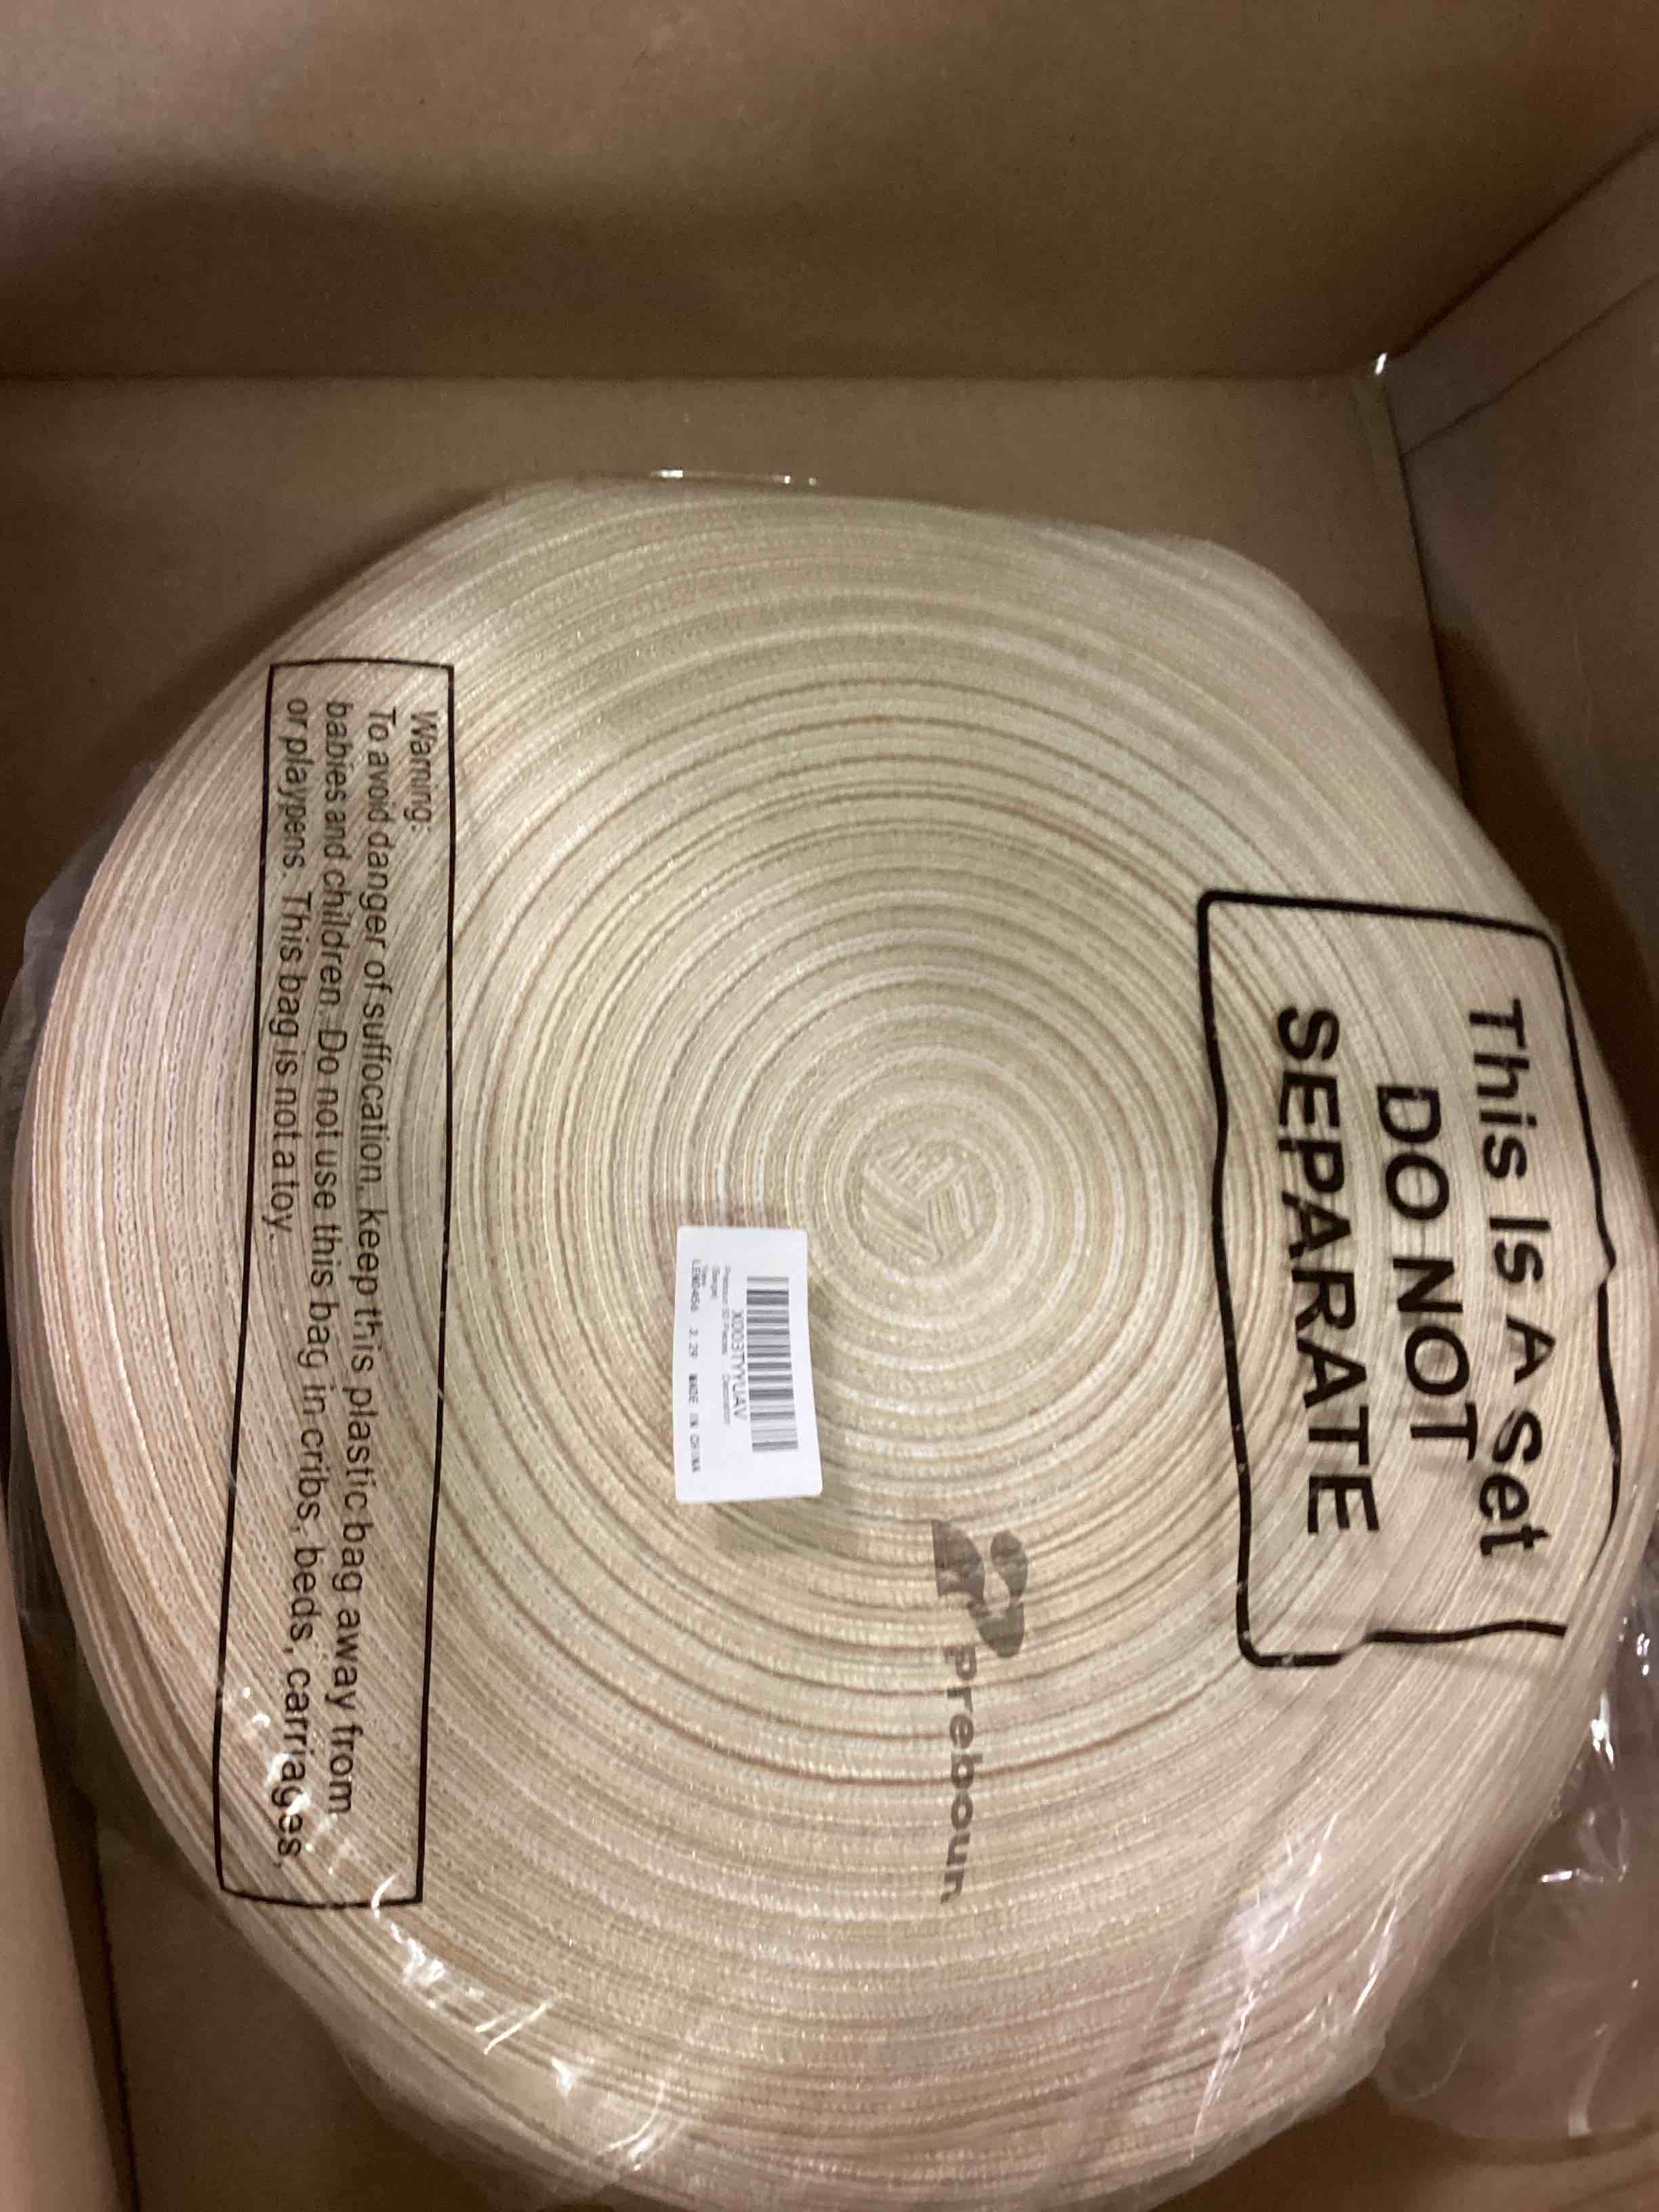 This Is A Set
DO NOT
SEPARATE
preboun
X003TYYUAV
MADE IN CHINA
Warning:
To avoid danger of suffocation, keep this plastic bag away from
babies and children. Do not use this bag in cribs, beds, carriages,
or playpens. This bag is not a toy.